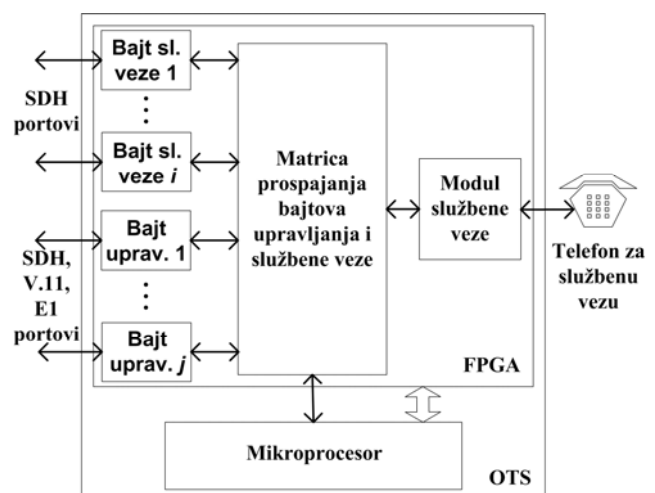 Bajt sl.
veze 1
SDH
portovi
Bajt sl.
veze i
Bajt
uprav. 1
SDH,
V.11,
E1
portovi
Bajt
uprav. j
Matrica
prospajanja
bajtova
upravljanja i
službene veze
Modul
službene
veze
Telefon za
službenu
vezu
FPGA
Mikroprocesor
OTS